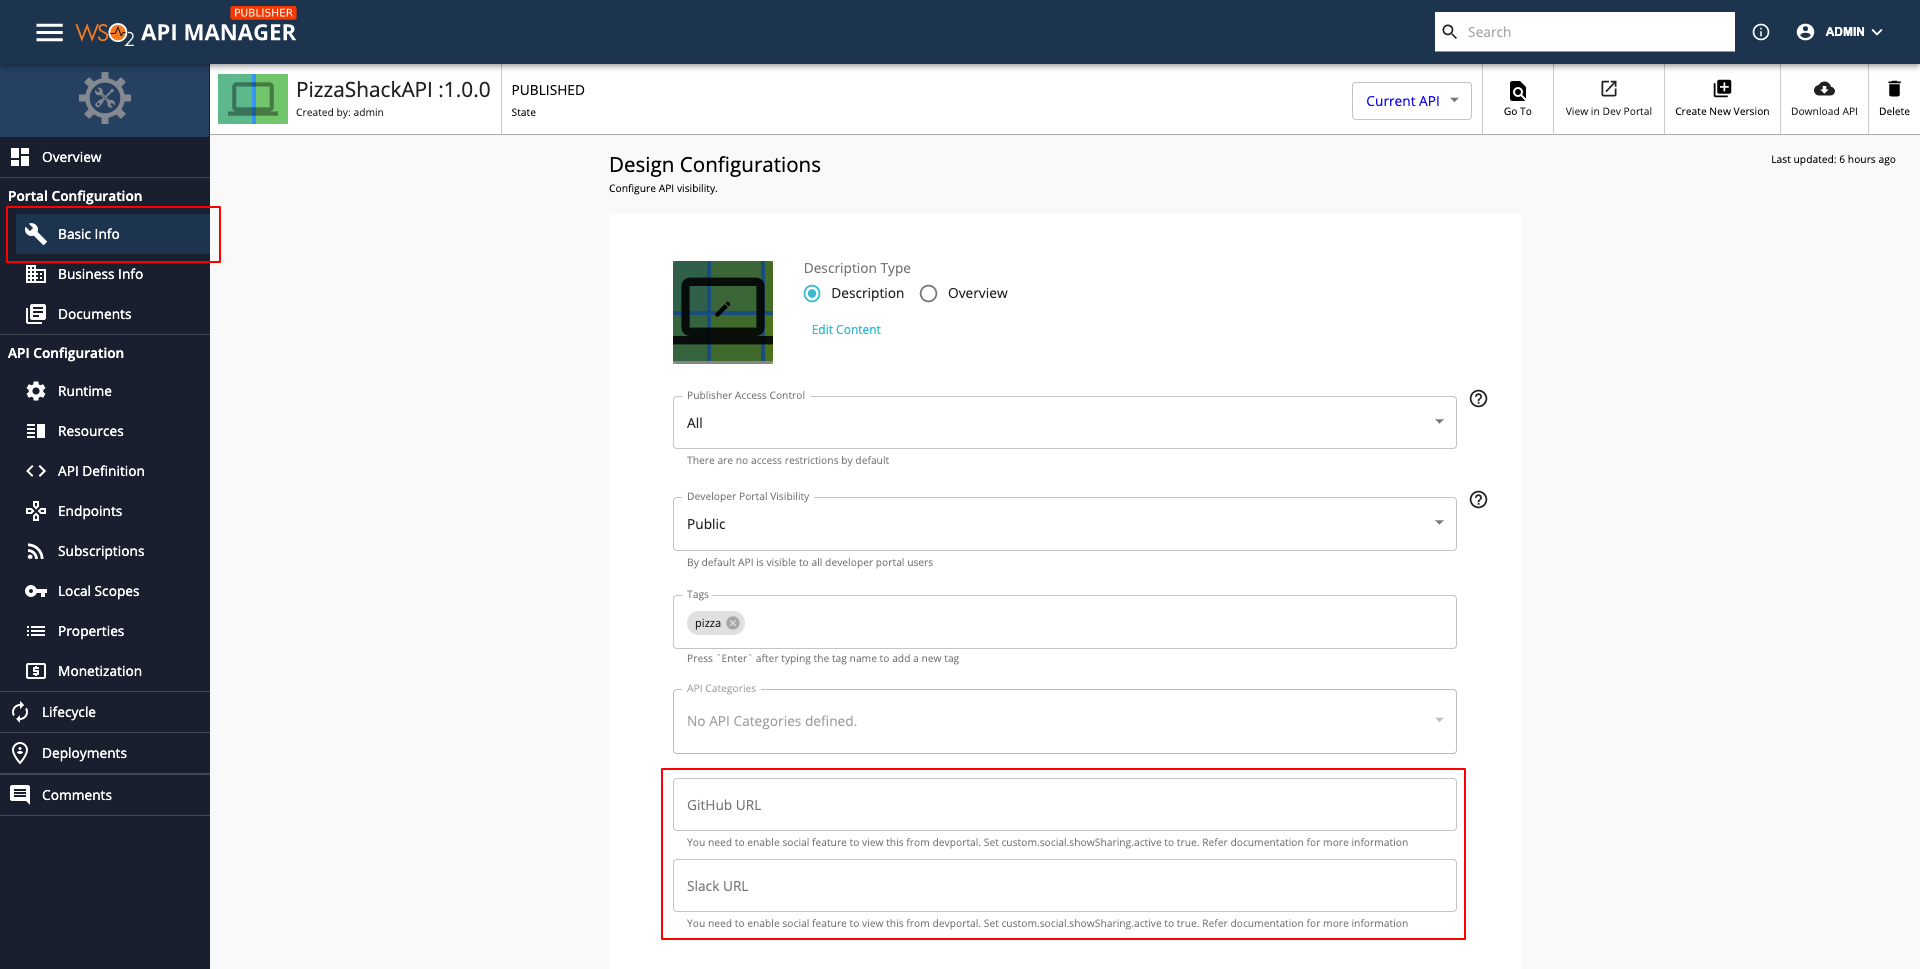 PUBLISHER
WSO2 API MANAGER
Search
ADMIN
PizzaShackAPI :1.0.0
Created by: admin
PUBLISHED
State
Current API
Go To
View in Dev Portal
Create New Version
Download API
Delete
Overview
Portal Configuration
Basic Info
Business Info
Documents
API Configuration
Runtime
Resources
API Definition
Endpoints
Subscriptions
Local Scopes
Properties
Monetization
Lifecycle
Deployments
Comments
Design Configurations
Configure API visibility.
Last updated: 6 hours ago
Description Type
Description
Overview
Edit Content
Publisher Access Control
All
There are no access restrictions by default
Developer Portal Visibility
Public
By default API is visible to all developer portal users
Tags
pizza
Press `Enter` after typing the tag name to add a new tag
API Categories
No API Categories defined.
GitHub URL
You need to enable social feature to view this from devportal. Set custom.social.showSharing.active to true. Refer documentation for more information
Slack URL
You need to enable social feature to view this from devportal. Set custom.social.showSharing.active to true. Refer documentation for more information